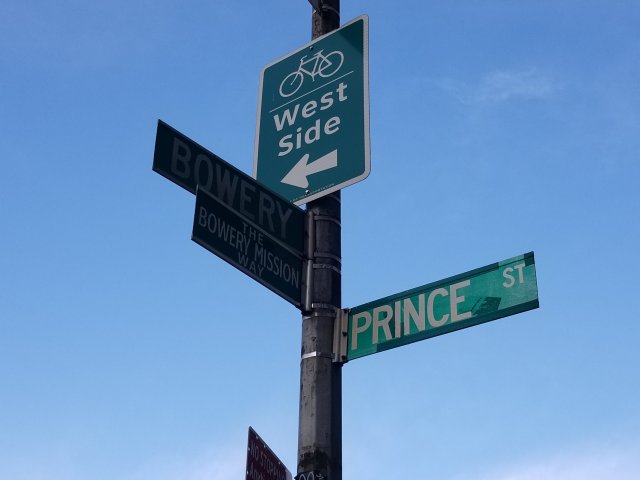 West
Side
BOWERY
THE
BOWERY MISSION
WAY
PRINCE ST